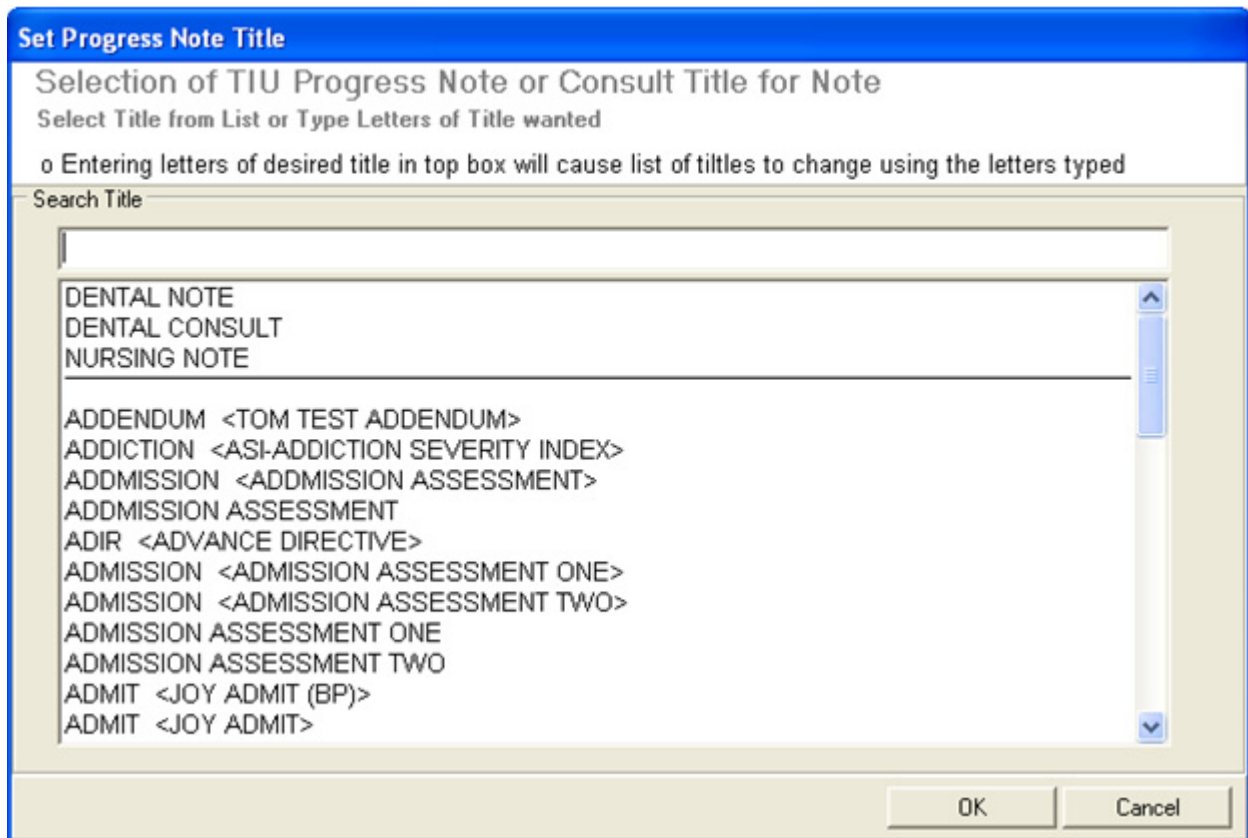 Set Progress Note Title
Selection of TIU Progress Note or Consult Title for Note
Select Title from List or Type Letters of Title wanted
o Entering letters of desired title in top box will cause list of tiltles to change using the letters typed
Search Title
DENTAL NOTE
DENTAL CONSULT
NURSING NOTE
ADDENDUM <TOM TEST ADDENDUM>
ADDICTION <ASI-ADDICTION SEVERITY INDEX>
ADDMISSION <ADDMISSION ASSESSMENT>
ADDMISSION ASSESSMENT
ADIR <ADVANCE DIRECTIVE>
ADMISSION <ADMISSION ASSESSMENT ONE>
ADMISSION <ADMISSION ASSESSMENT TWO>
ADMISSION ASSESSMENT ONE
ADMISSION ASSESSMENT TWO
ADMIT <JOY ADMIT (BP)>
ADMIT <JOY ADMIT>
OK Cancel